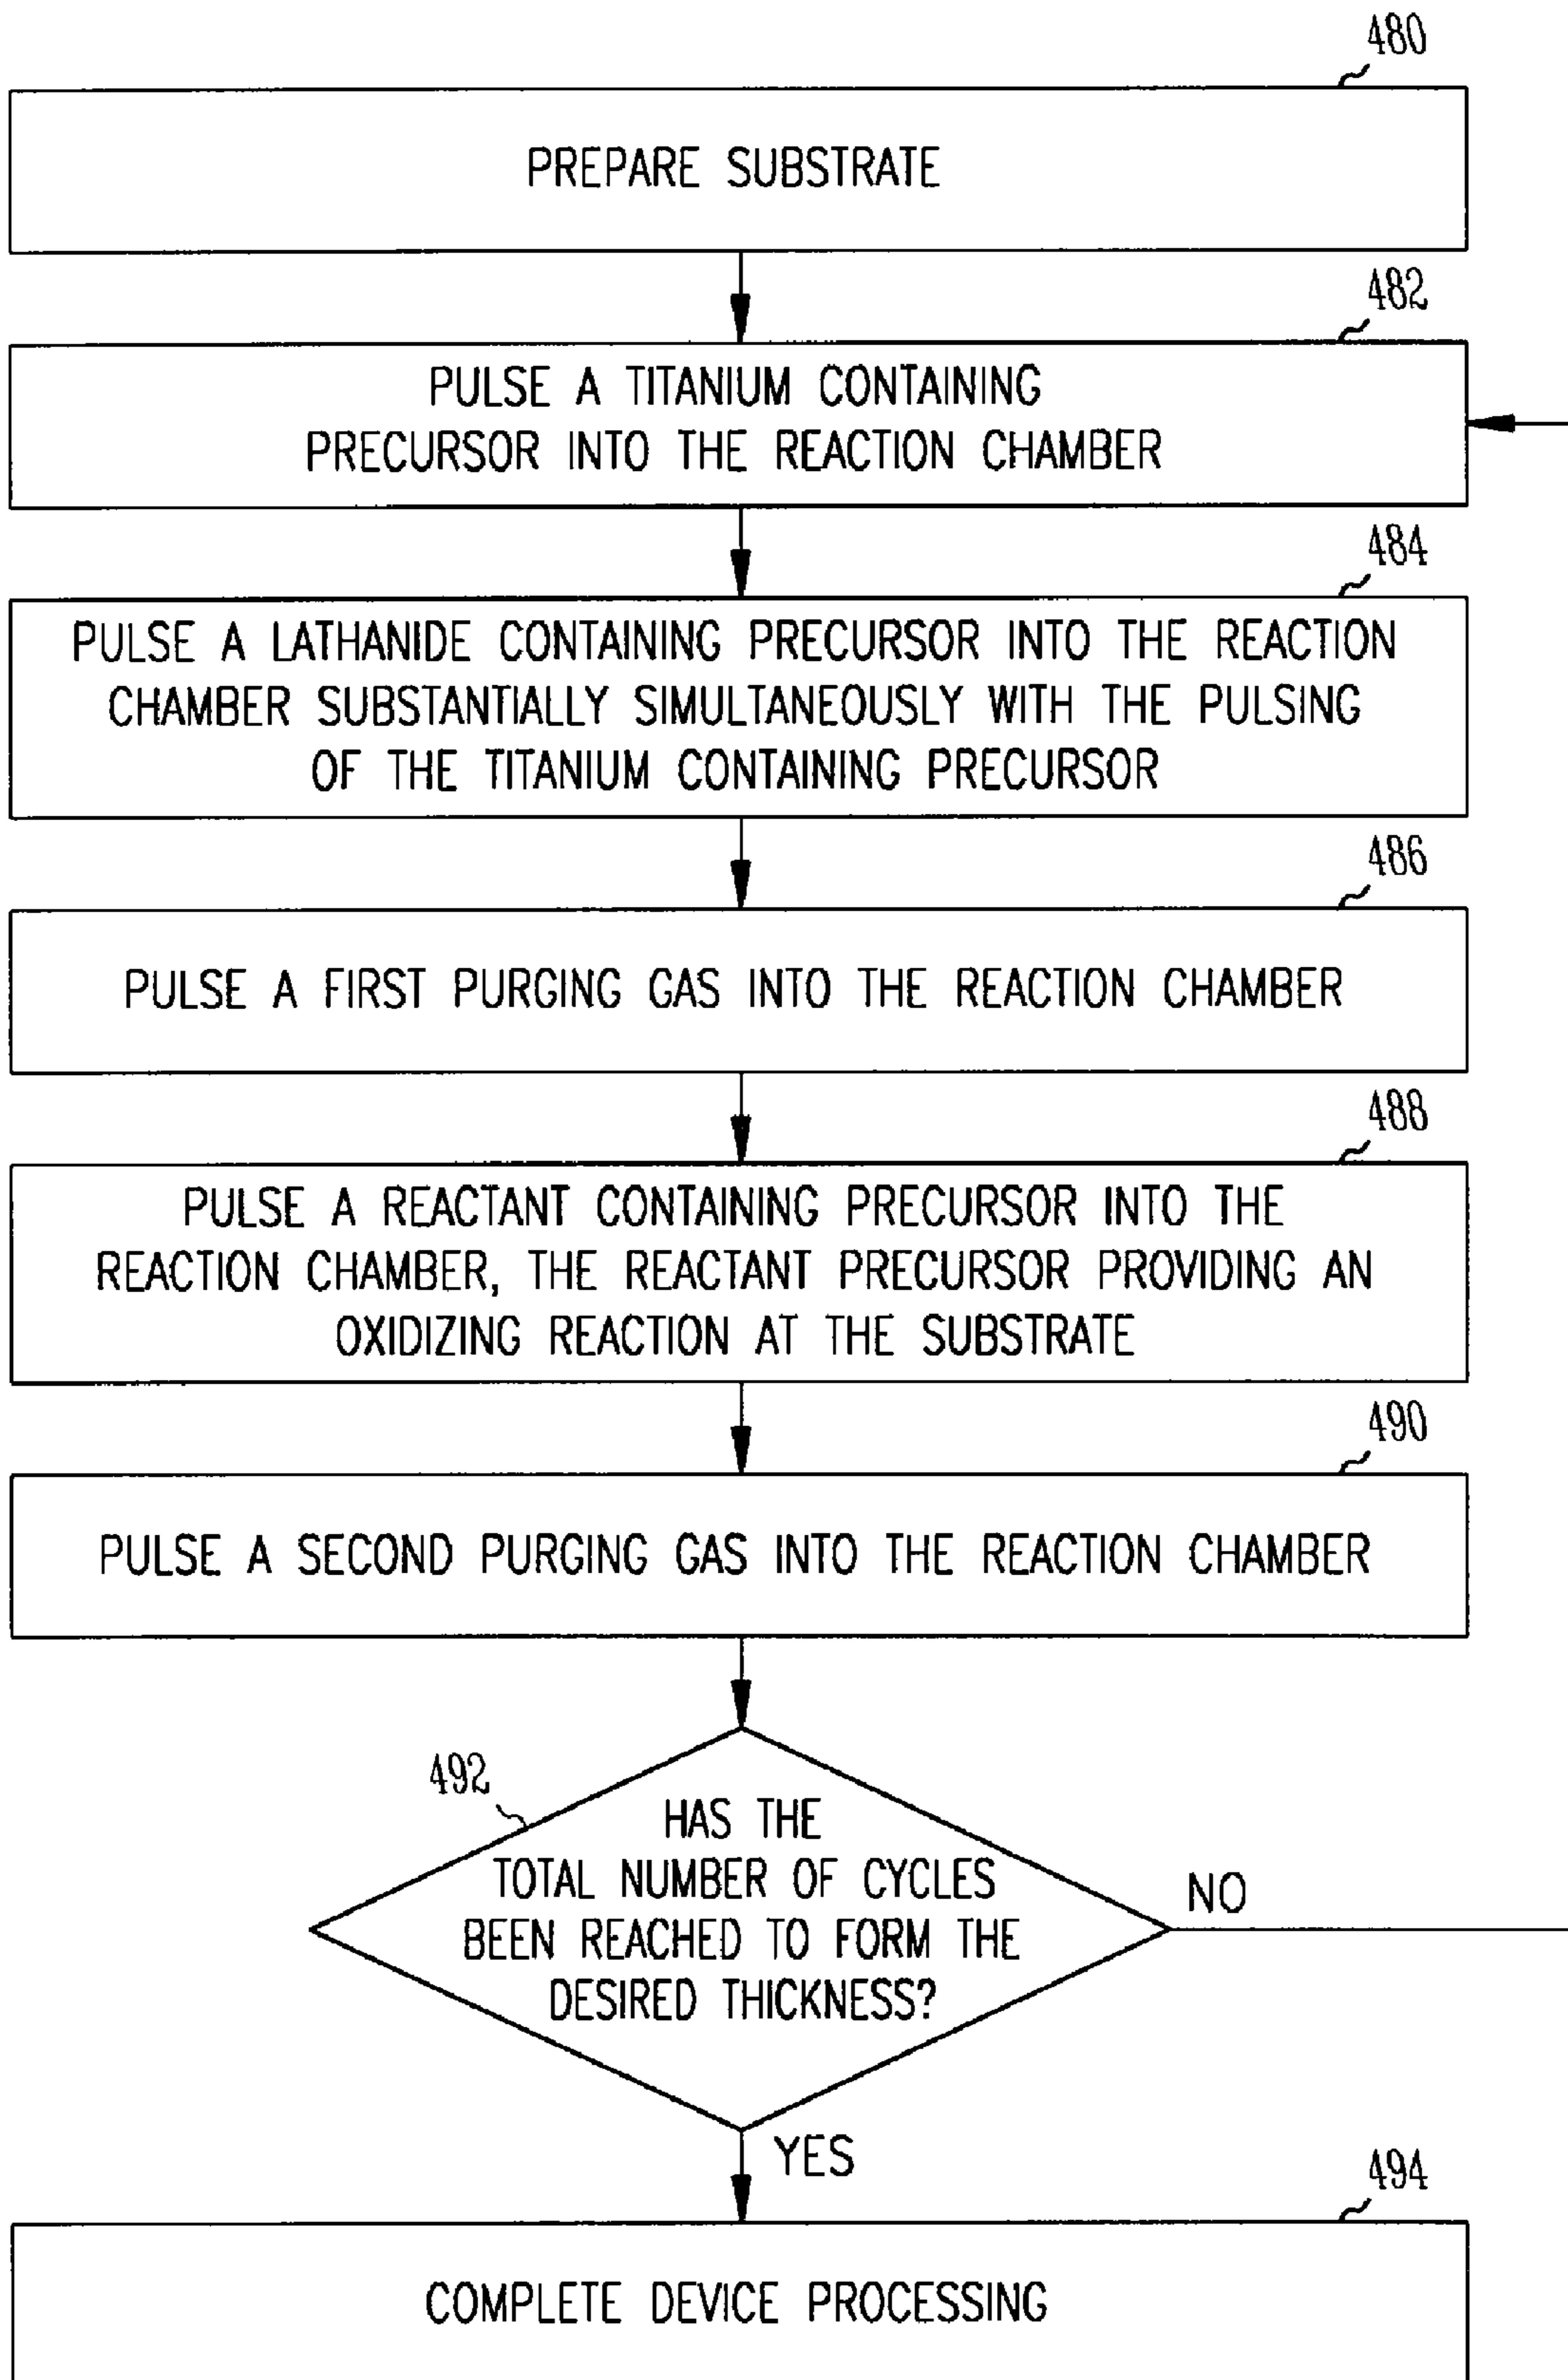 480
PREPARE SUBSTRATE
482
PULSE A TITANIUM CONTAINING
PRECURSOR INTO THE REACTION CHAMBER
484
PULSE A LATHANIDE CONTAINING PRECURSOR INTO THE REACTION
CHAMBER SUBSTANTIALLY SIMULTANEOUSLY WITH THE PULSING
OF THE TITANIUM CONTAINING PRECURSOR
486
PULSE A FIRST PURGING GAS INTO THE REACTION CHAMBER
488
PULSE A REACTANT CONTAINING PRECURSOR INTO THE
REACTION CHAMBER, THE REACTANT PRECURSOR PROVIDING AN
OXIDIZING REACTION AT THE SUBSTRATE
490
PULSE A SECOND PURGING GAS INTO THE REACTION CHAMBER
492
HAS THE
TOTAL NUMBER OF CYCLES
BEEN REACHED TO FORM THE
DESIRED THICKNESS?
NO
YES
494
COMPLETE DEVICE PROCESSING